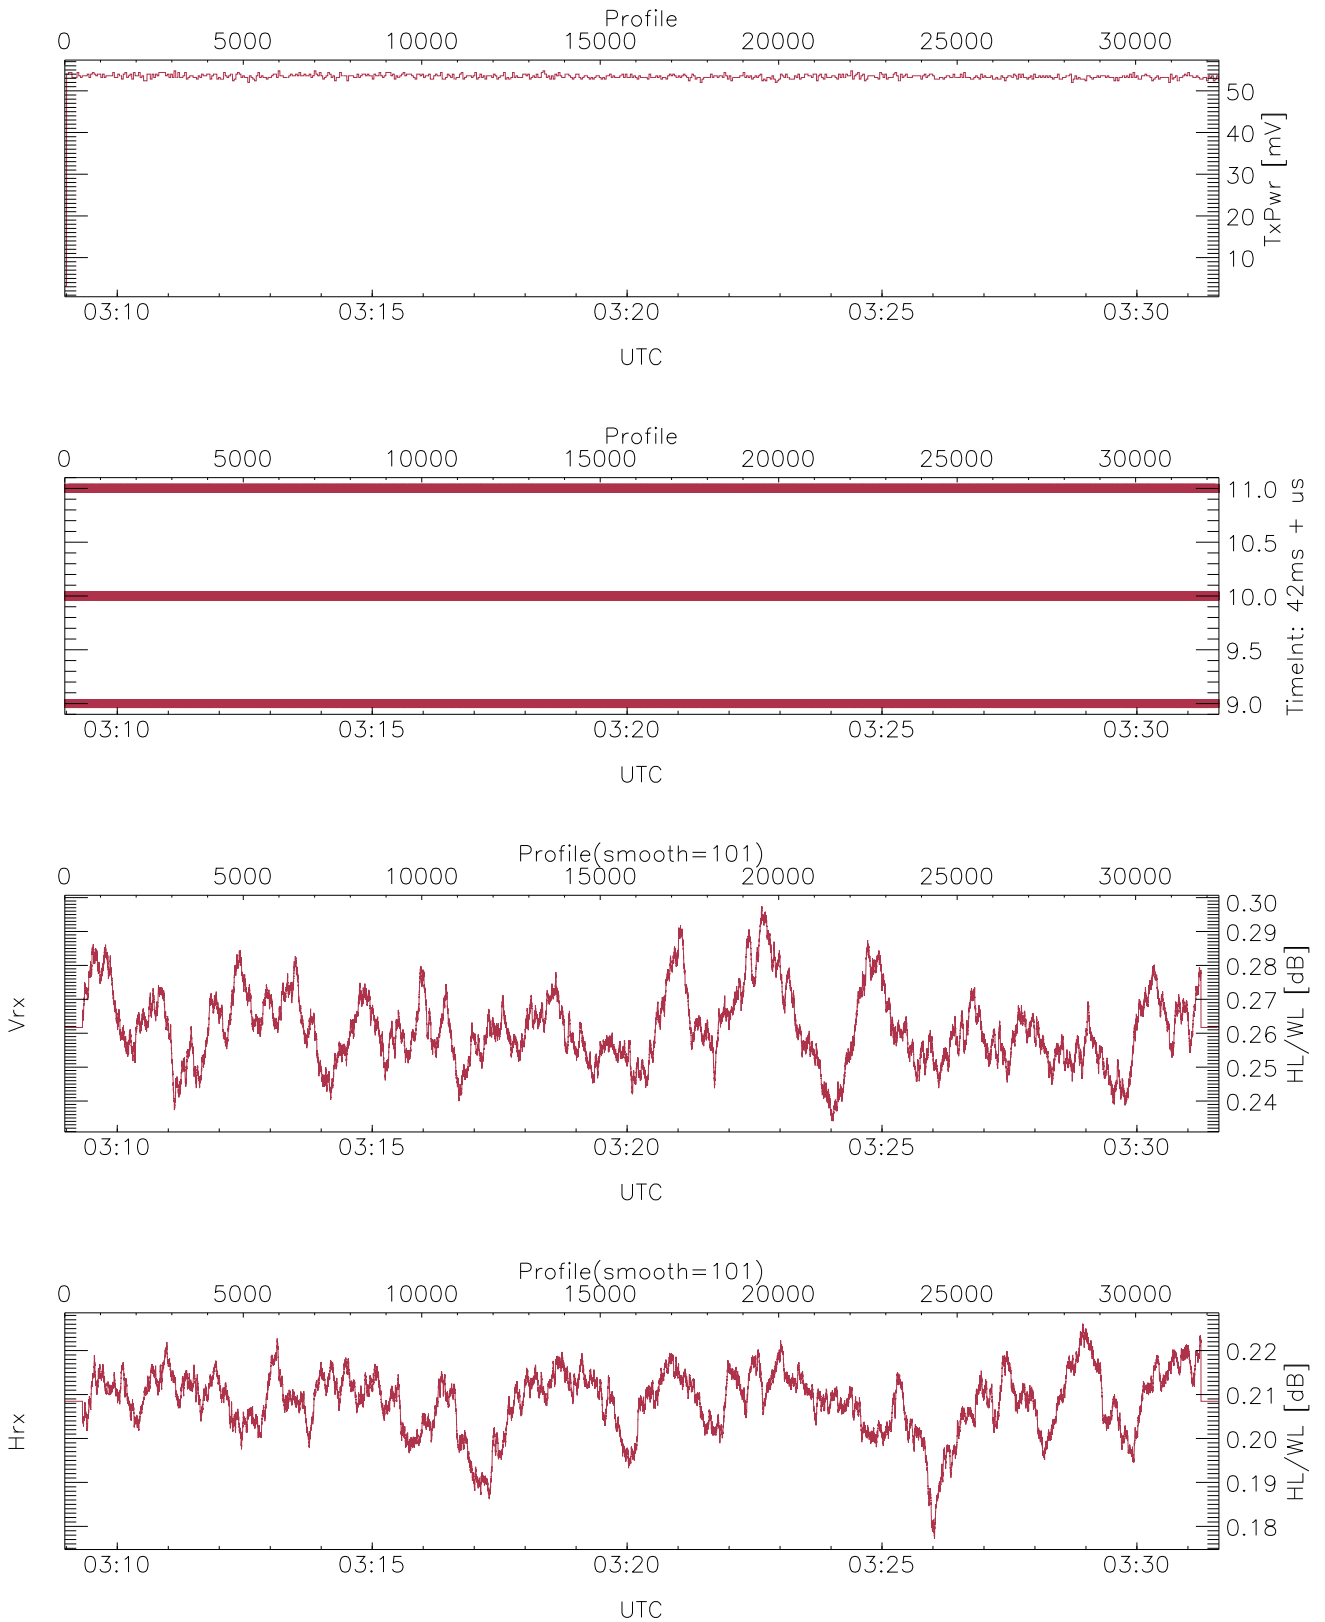 Profile
0 5000 10000 15000 20000 25000 30000
50
40
30
20
10
TxPwr [mV]
03:10 03:15 03:20 03:25 03:30
UTC
Profile
0 5000 10000 15000 20000 25000 30000
11.0
10.5
10.0
9.5
9.0
TimeInt: 42ms + us
03:10 03:15 03:20 03:25 03:30
UTC
Profile(smooth=101)
0 5000 10000 15000 20000 25000 30000
Vrx
0.30
0.29
0.28
0.27
0.26
0.25
0.24
HL/WL [dB]
03:10 03:15 03:20 03:25 03:30
UTC
Profile(smooth=101)
0 5000 10000 15000 20000 25000 30000
Hrx
0.22
0.21
0.20
0.19
0.18
HL/WL [dB]
03:10 03:15 03:20 03:25 03:30
UTC